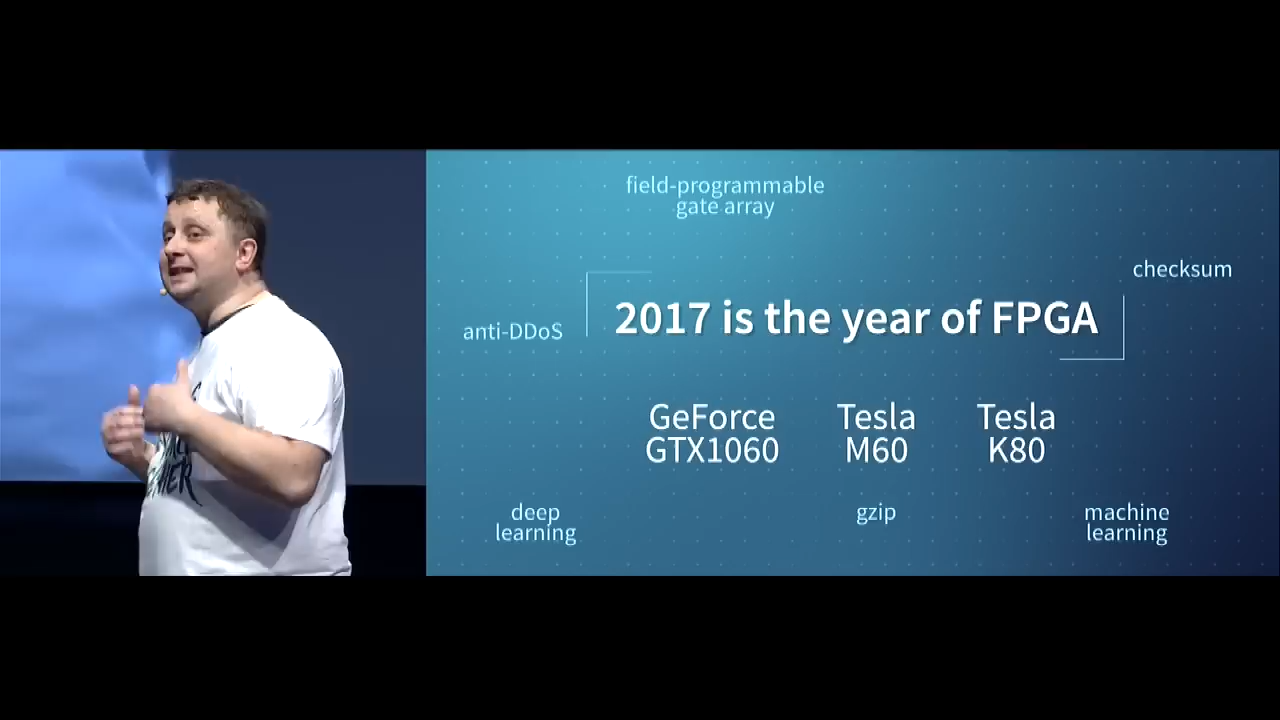 field-programmable
gate array
checksum
2017 is the year of FPGA
anti-DDoS
GeForce
GTX1060
Tesla
M60
Tesla
K80
deep
learning
gzip
machine
learning